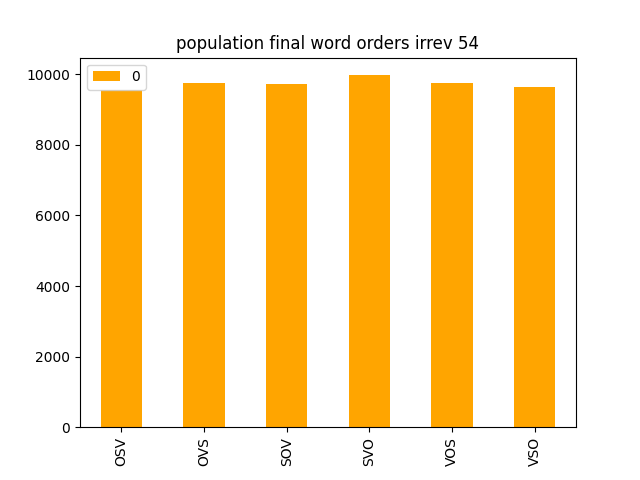 population final word orders irrev 54
0
10000
8000
6000
4000
2000
0
OSV
OVS
SOV
SVO
VOS
VSO